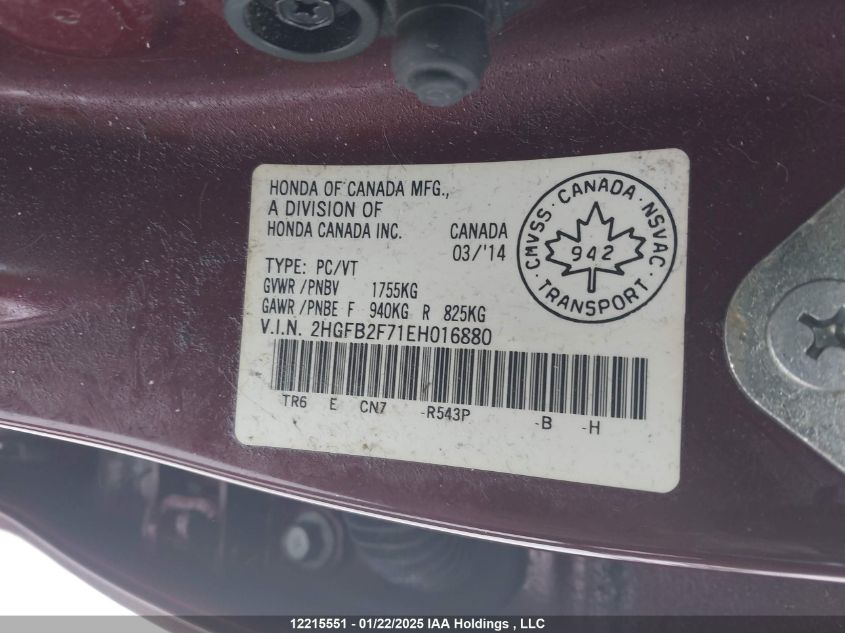 HONDA OF CANADA MFG.,
A DIVISION OF
HONDA CANADA INC.
CANADA
03/'14
TYPE: PC/VT
GVWR/PNBV 1755KG
GAWR/PNBE F 940KG R 825KG
V.I.N. 2HGFB2F71EH016880
TR6 E CN7 -R543P -B -H
CMVSS · CANADA · NSVAC
942
· TRANSPORT ·
12215551 - 01/22/2025 IAA Holdings , LLC